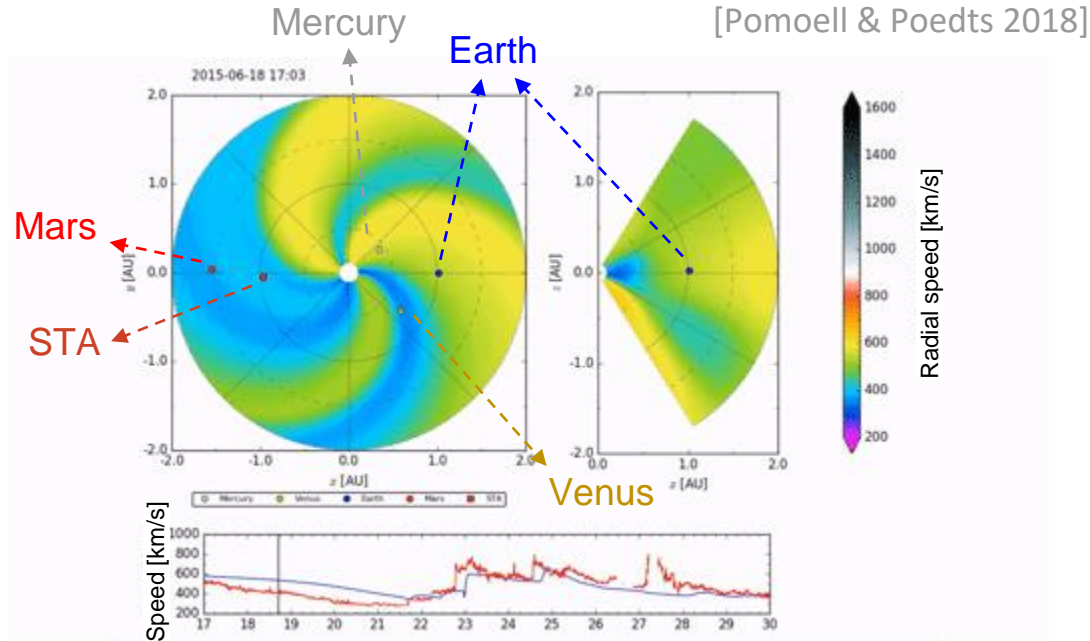 Mercury
[Pomoell & Poedts 2018]
Earth
2015-06-18 17:03
Mars
STA
Venus
2.0
1.0
0.0
-1.0
-2.0
y [AU]
-2.0 -1.0 0.0 1.0 2.0
x [AU]
2.0
1.0
0.0
-1.0
-2.0
z [AU]
0.0 1.0 2.0
x [AU]
1600
1400
1200
1000
800
600
400
200
Radial speed [km/s]
Mercury Venus Earth Mars STA
Speed [km/s]
1000
800
600
400
200
17 18 19 20 21 22 23 24 25 26 27 28 29 30